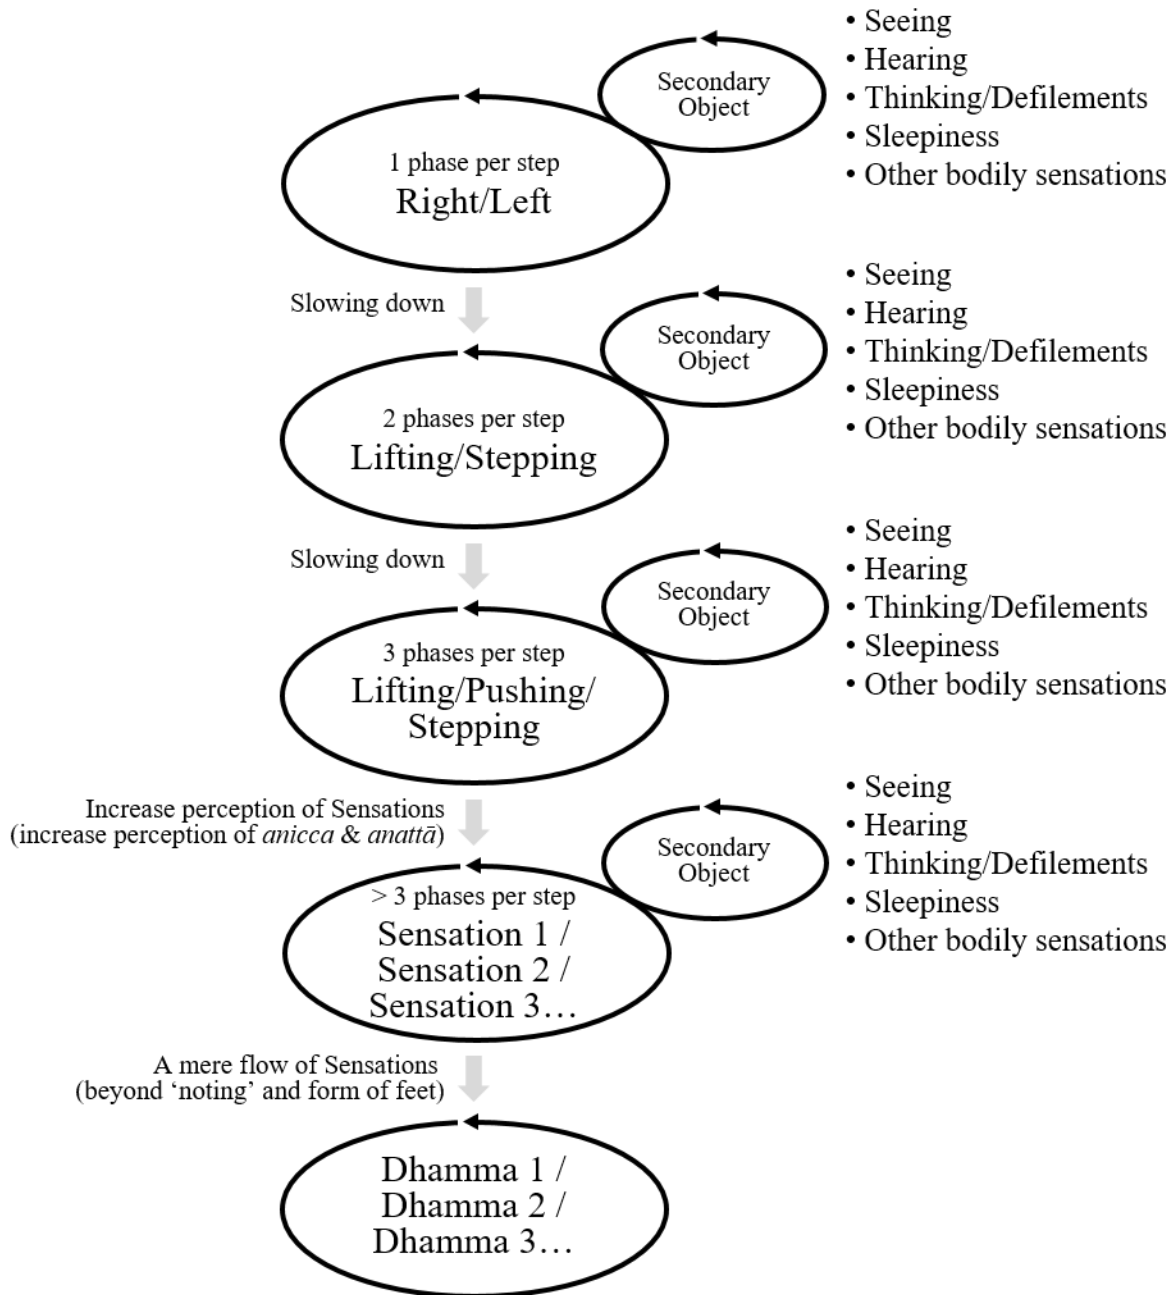 Secondary
Object
• Seeing
• Hearing
• Thinking/Defilements
• Sleepiness
• Other bodily sensations
1 phase per step
Right/Left
Slowing down
Secondary
Object
• Seeing
• Hearing
• Thinking/Defilements
• Sleepiness
• Other bodily sensations
2 phases per step
Lifting/Stepping
Slowing down
Secondary
Object
• Seeing
• Hearing
• Thinking/Defilements
• Sleepiness
• Other bodily sensations
3 phases per step
Lifting/Pushing/
Stepping
Increase perception of Sensations
(increase perception of anicca & anattā)
Secondary
Object
• Seeing
• Hearing
• Thinking/Defilements
• Sleepiness
• Other bodily sensations
> 3 phases per step
Sensation 1 /
Sensation 2 /
Sensation 3…
A mere flow of Sensations
(beyond ‘noting’ and form of feet)
Dhamma 1 /
Dhamma 2 /
Dhamma 3…